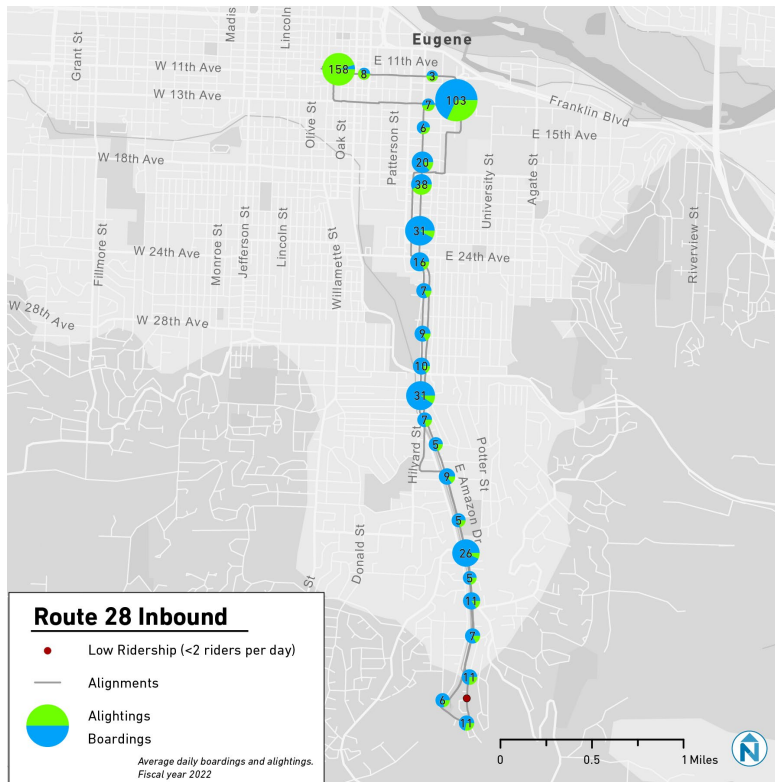 Eugene
Madis
Lincoln
Grant St
W 11th Ave
E 11th Ave
158
8
3
W 13th Ave
103
7
Franklin Blvd
Olive St
Oak St
Patterson St
6
E 15th Ave
W 18th Ave
20
38
University St
Agate St
31
Fillmore St
Monroe St
Jefferson St
Lincoln St
Willamette St
W 24th Ave
16
E 24th Ave
Riverview St
7
W 28th Ave
W 28th Ave
9
10
31
7
Hilyard St
5
Potter St
9
E Amazon Dr
5
Donald St
26
St
5
11
7
11
6
11
Route 28 Inbound
Low Ridership (<2 riders per day)
Alignments
Alightings
Boardings
Average daily boardings and alightings.
Fiscal year 2022
0
0.5
1 Miles
N